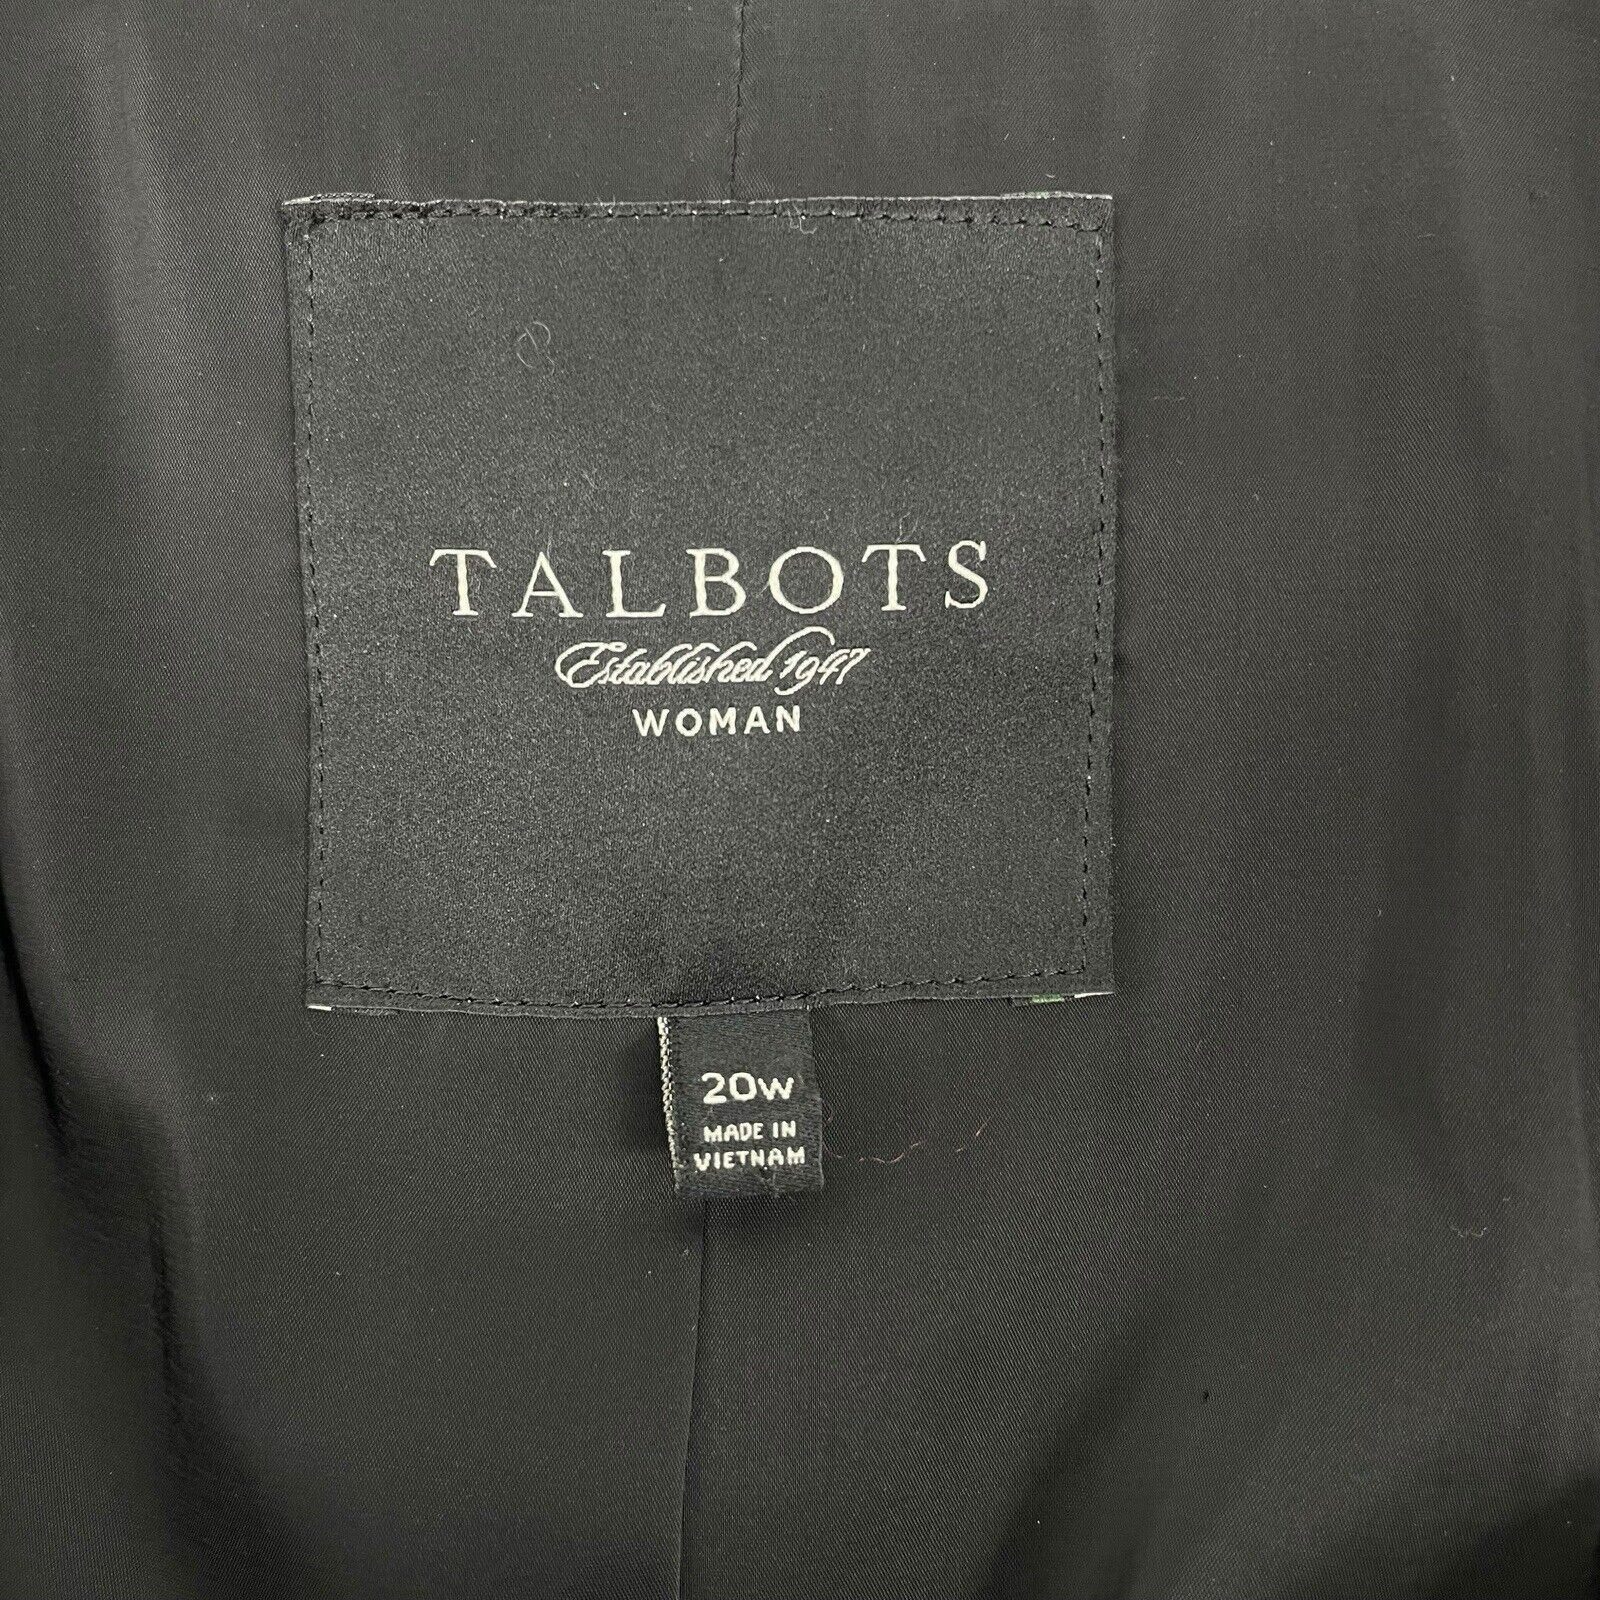 TALBOTS
Established 1947
WOMAN
20W
MADE IN
VIETNAM